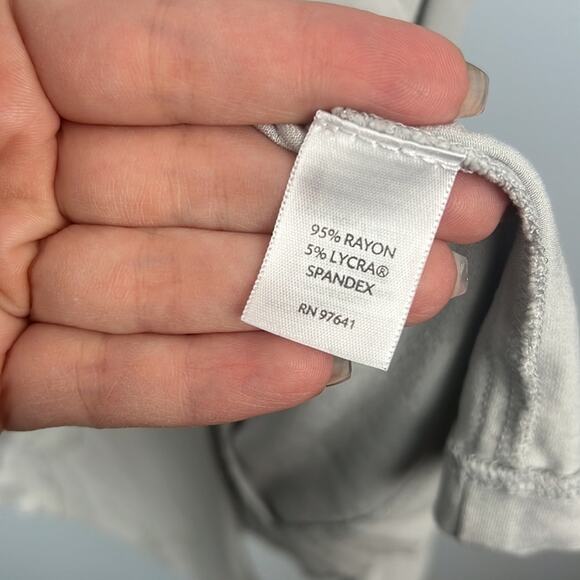 95% RAYON
5% LYCRA®
SPANDEX
RN 97641